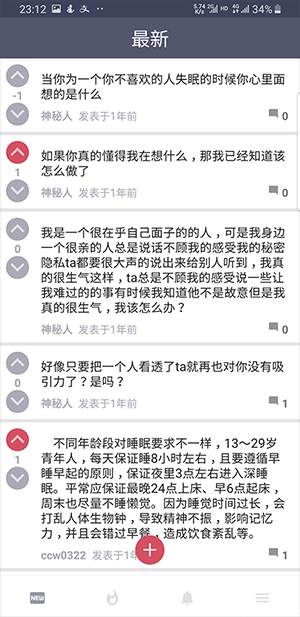 23:12
5.74 K/s 2G HD 4G 34%
最新
当你为一个你不喜欢的人失眠的时候你心里面
想的是什么
-1
神秘人 发表于1年前 0
如果你真的懂得我在想什么，那我已经知道该
怎么做了
1
神秘人 发表于1年前 0
我是一个很在乎自己面子的的人，可是我身边
一个很亲的人总是说话不顾我的感受我的秘密
隐私ta都要很大声的说出来给别人听到，我真
的很生气这样，ta总是不顾我的感受说一些让
我难过的的事有时候我知道他不是故意但是我
真的很生气，我该怎么办？
0
神秘人 发表于1年前 0
好像只要把一个人看透了ta就再也对你没有吸
引力了？是吗？
0
神秘人 发表于1年前 1
不同年龄段对睡眠要求不一样，13～29岁
青年人，每天保证睡8小时左右，且要遵循早
睡早起的原则，保证夜里3点左右进入深睡
眠。平常应保证最晚24点上床、早6点起床，
周末也尽量不睡懒觉。因为睡觉时间过长，会
打乱人体生物钟，导致精神不振，影响记忆
力，并且会错过早餐，造成饮食紊乱等。
1
ccw0322 发表于1年前 1
NEW